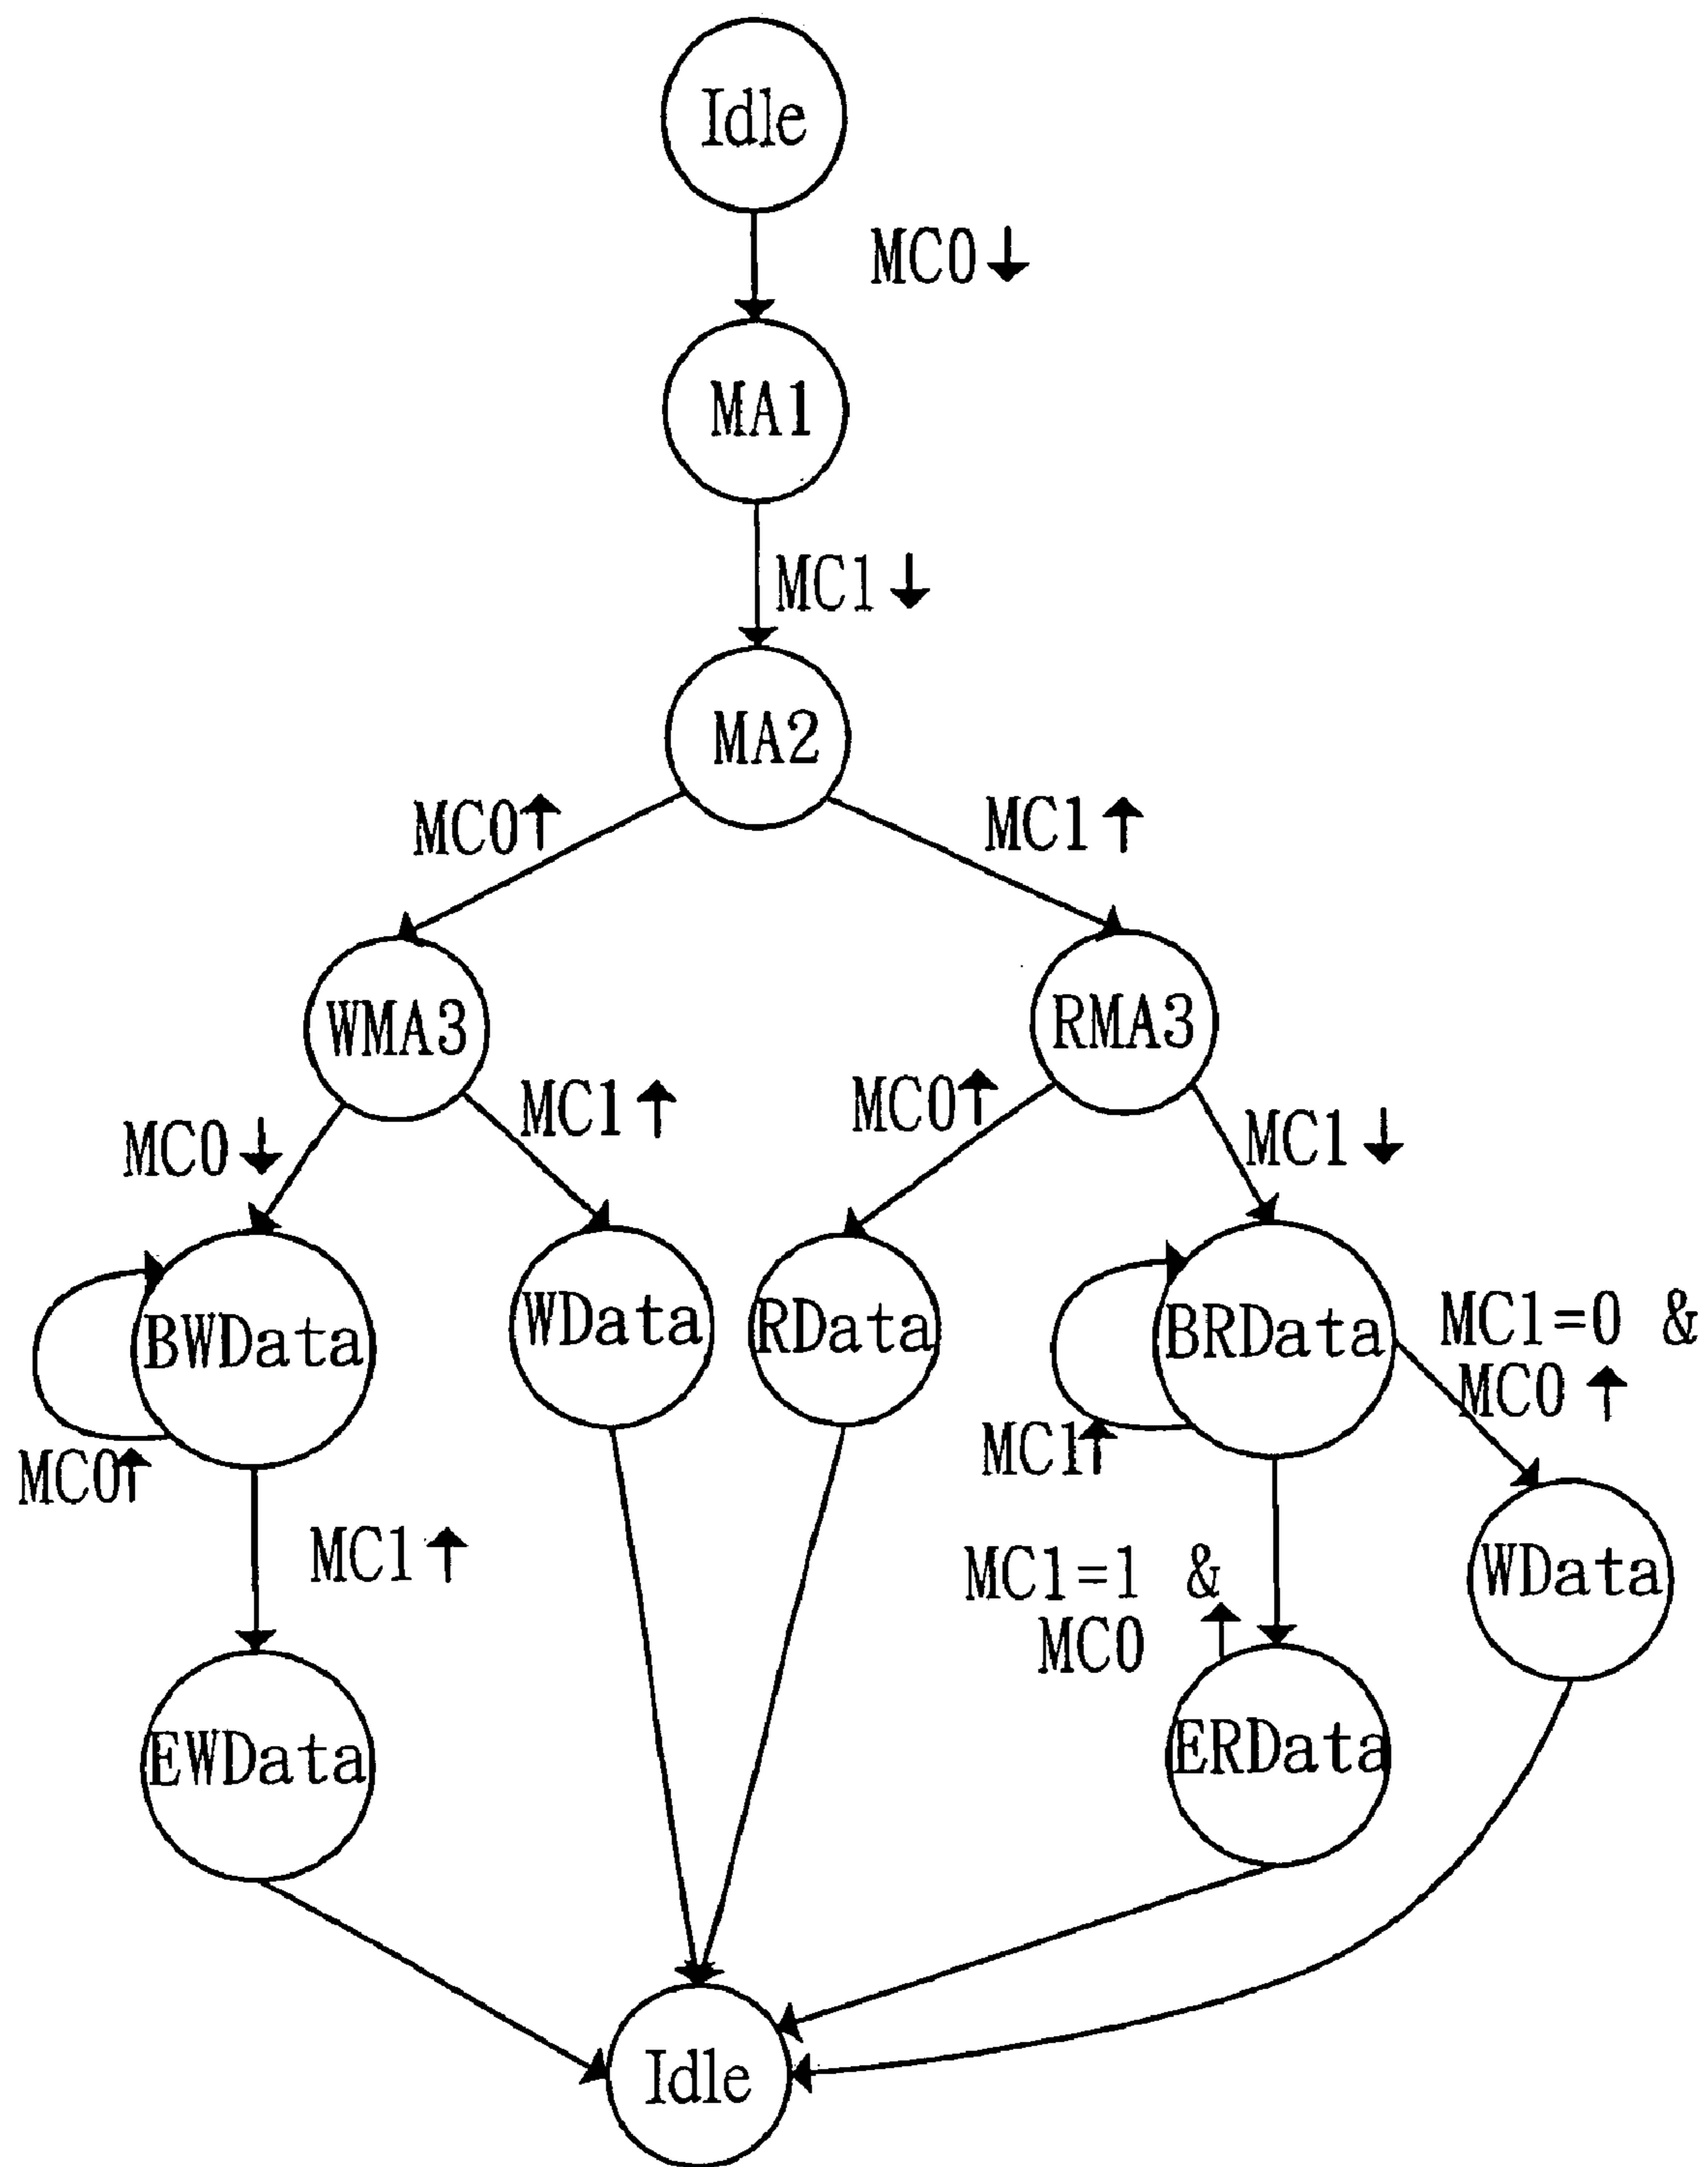 Idle
MC0↓
MA1
MC1↓
MA2
MC0↑
MC1↑
WMA3
RMA3
MC0↓
MC1↑
MC0↑
MC1↓
BWData
WData
RData
BRData
MC1=0 &
MC0↑
MC0↑
MC1↑
MC1↑
MC1=1 &
MC0↑
WData
EWData
ERData
Idle